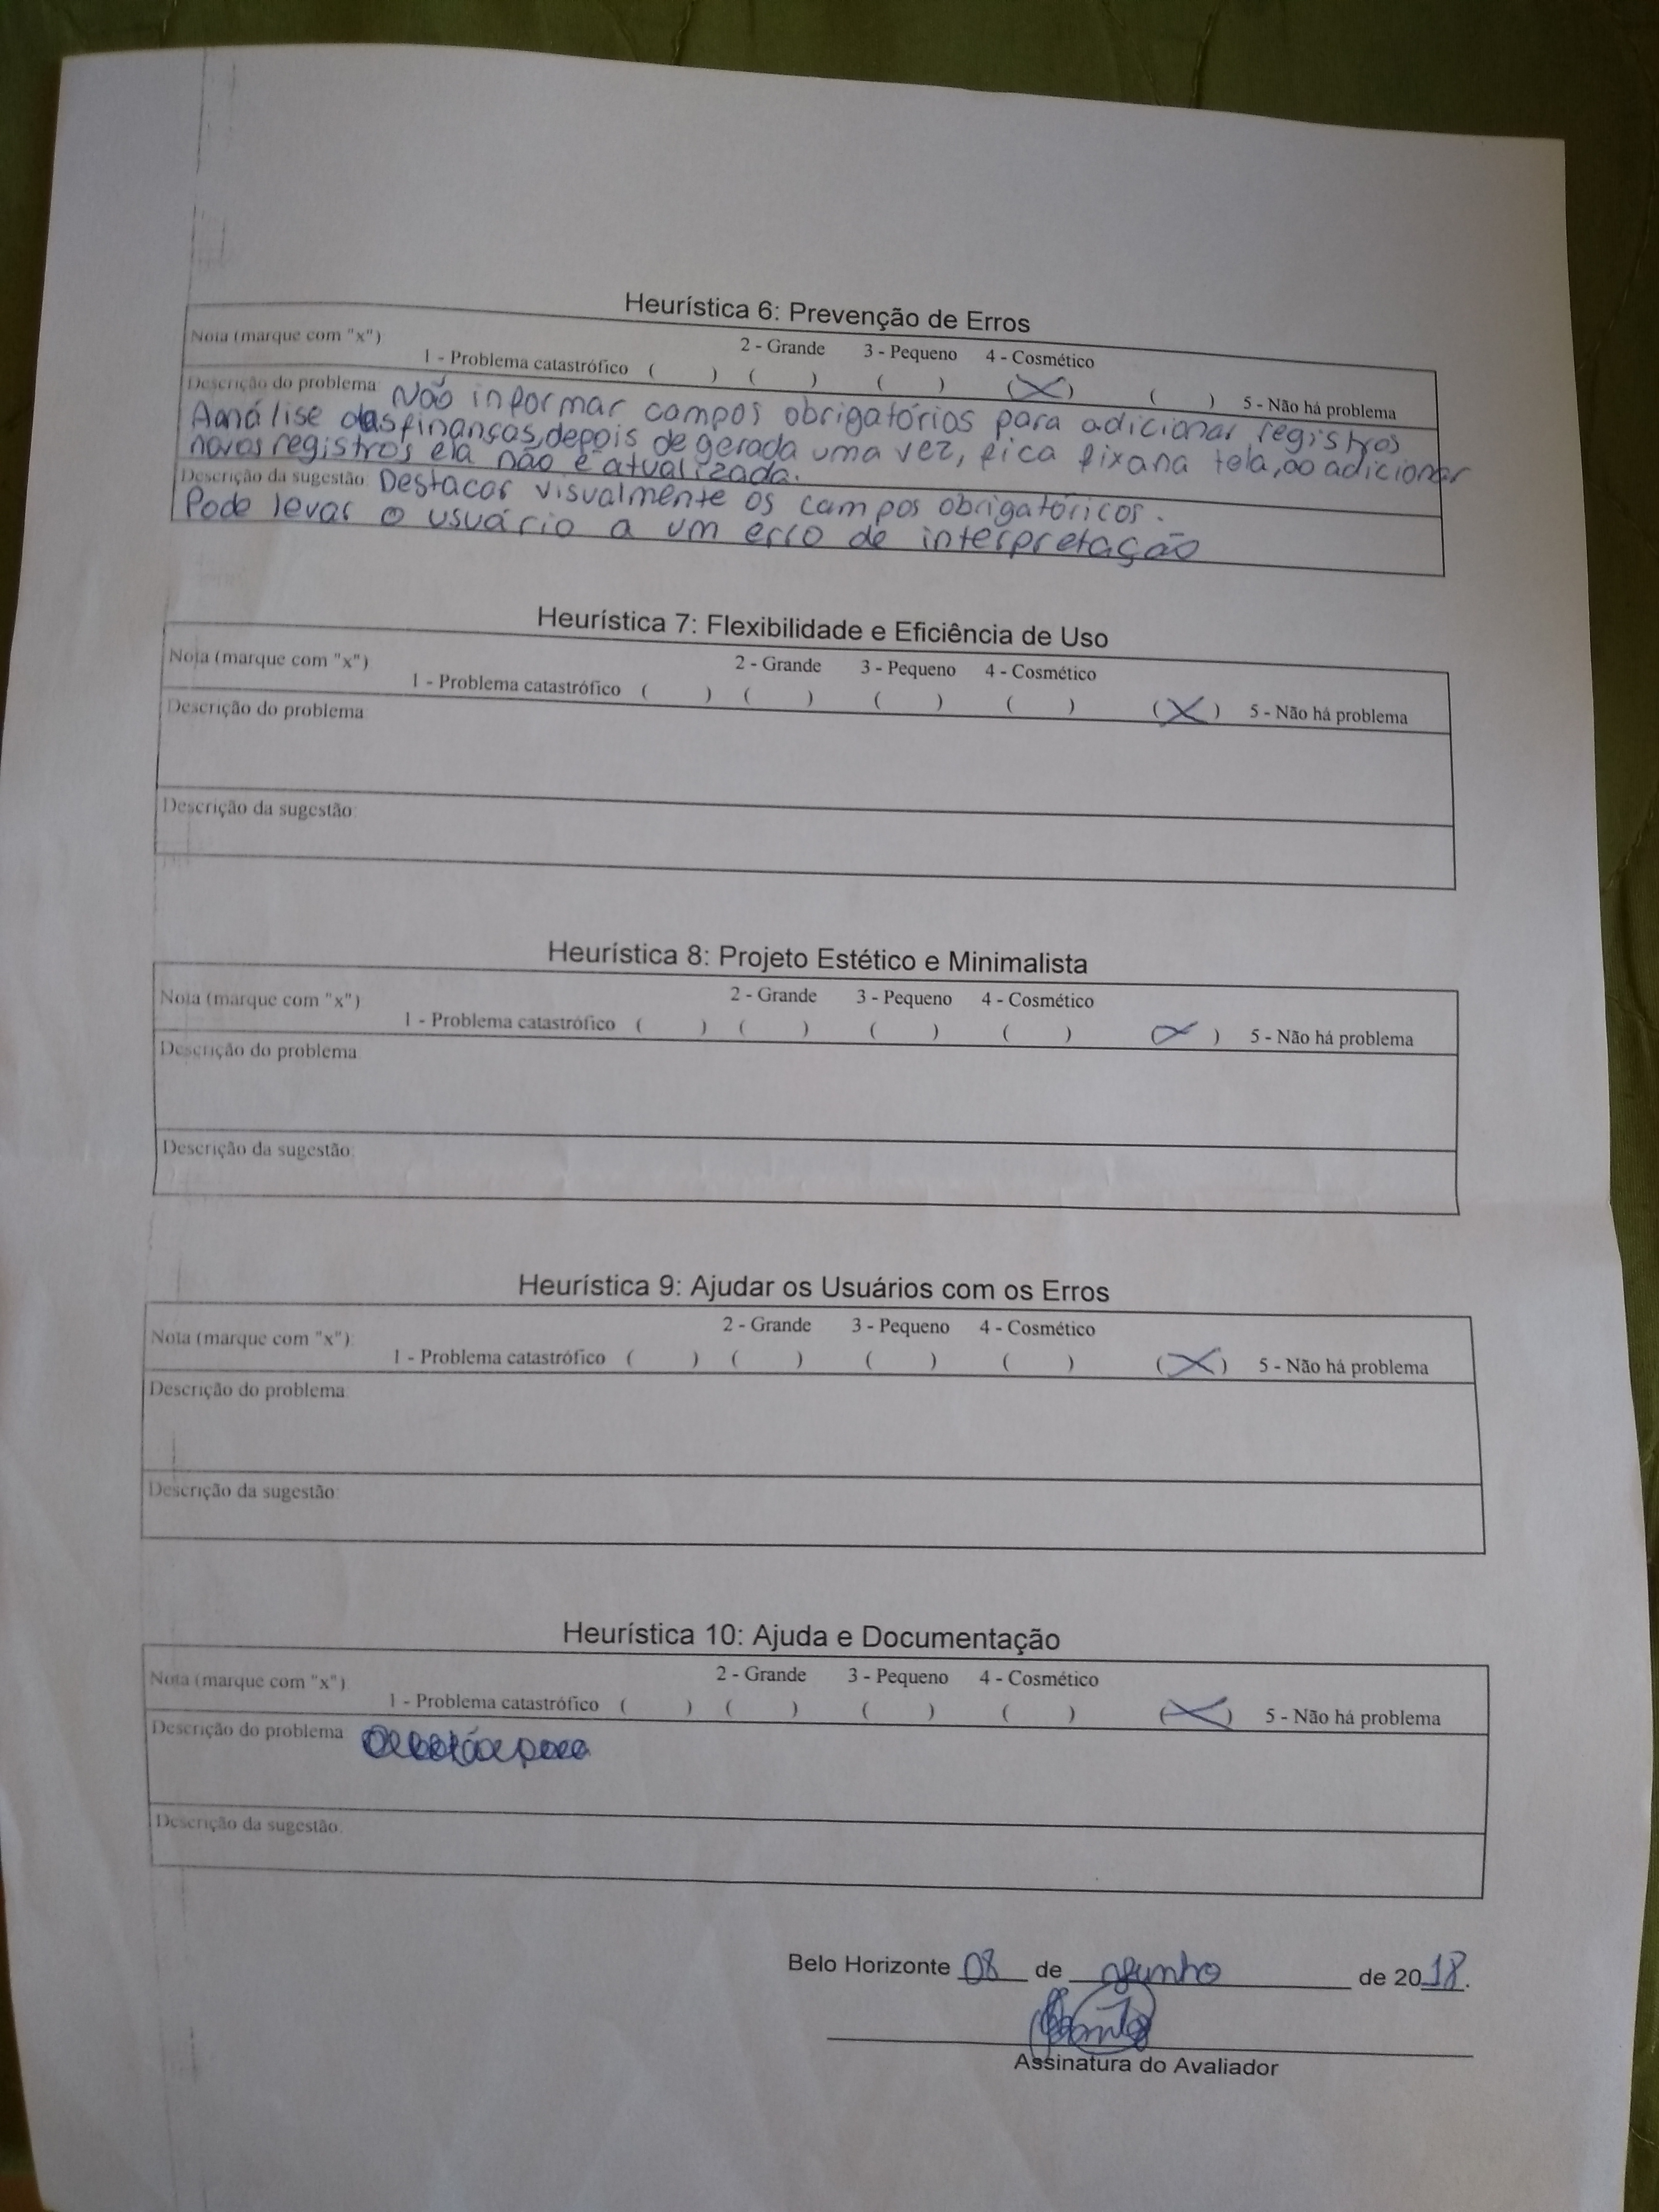 Heurística 6: Prevenção de Erros
Nota (marque com "x")
1 - Problema catastrófico ( ) 2 - Grande ( ) 3 - Pequeno ( ) 4 - Cosmético (X) ( ) 5 - Não há problema
Descrição do problema: Não informar campos obrigatórios para adicionar registros
A análise das finanças, depois de gerada uma vez, fica fixa na tela, ao adicionar
novos registros ela não é atualizada.
Descrição da sugestão: Destacar visualmente os campos obrigatóricos.
Pode levar o usuário a um erro de interpretação
Heurística 7: Flexibilidade e Eficiência de Uso
Nota (marque com "x")
1 - Problema catastrófico ( ) 2 - Grande ( ) 3 - Pequeno ( ) 4 - Cosmético ( ) (X) 5 - Não há problema
Descrição do problema:
Descrição da sugestão:
Heurística 8: Projeto Estético e Minimalista
Nota (marque com "x")
1 - Problema catastrófico ( ) 2 - Grande ( ) 3 - Pequeno ( ) 4 - Cosmético ( ) (X) 5 - Não há problema
Descrição do problema:
Descrição da sugestão:
Heurística 9: Ajudar os Usuários com os Erros
Nota (marque com "x"):
1 - Problema catastrófico ( ) 2 - Grande ( ) 3 - Pequeno ( ) 4 - Cosmético ( ) (X) 5 - Não há problema
Descrição do problema:
Descrição da sugestão:
Heurística 10: Ajuda e Documentação
Nota (marque com "x")
1 - Problema catastrófico ( ) 2 - Grande ( ) 3 - Pequeno ( ) 4 - Cosmético ( ) (X) 5 - Não há problema
Descrição do problema:
Descrição da sugestão:
Belo Horizonte 08 de junho de 2018.
Assinatura do Avaliador